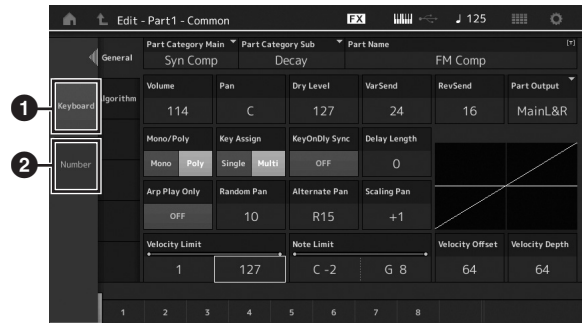 Edit - Part1 - Common
FX
♩ 125
Part Category Main
Part Category Sub
Part Name
General
Syn Comp
Decay
FM Comp
Keyboard
lgorithm
Volume
Pan
Dry Level
VarSend
RevSend
Part Output
114
C
127
24
16
MainL&R
1
Mono/Poly
Key Assign
KeyOnDly Sync
Delay Length
Mono
Poly
Single
Multi
OFF
0
2
Number
Arp Play Only
Random Pan
Alternate Pan
Scaling Pan
OFF
10
R15
+1
Velocity Limit
Note Limit
Velocity Offset
Velocity Depth
1
127
C -2
G 8
64
64
1 2 3 4 5 6 7 8